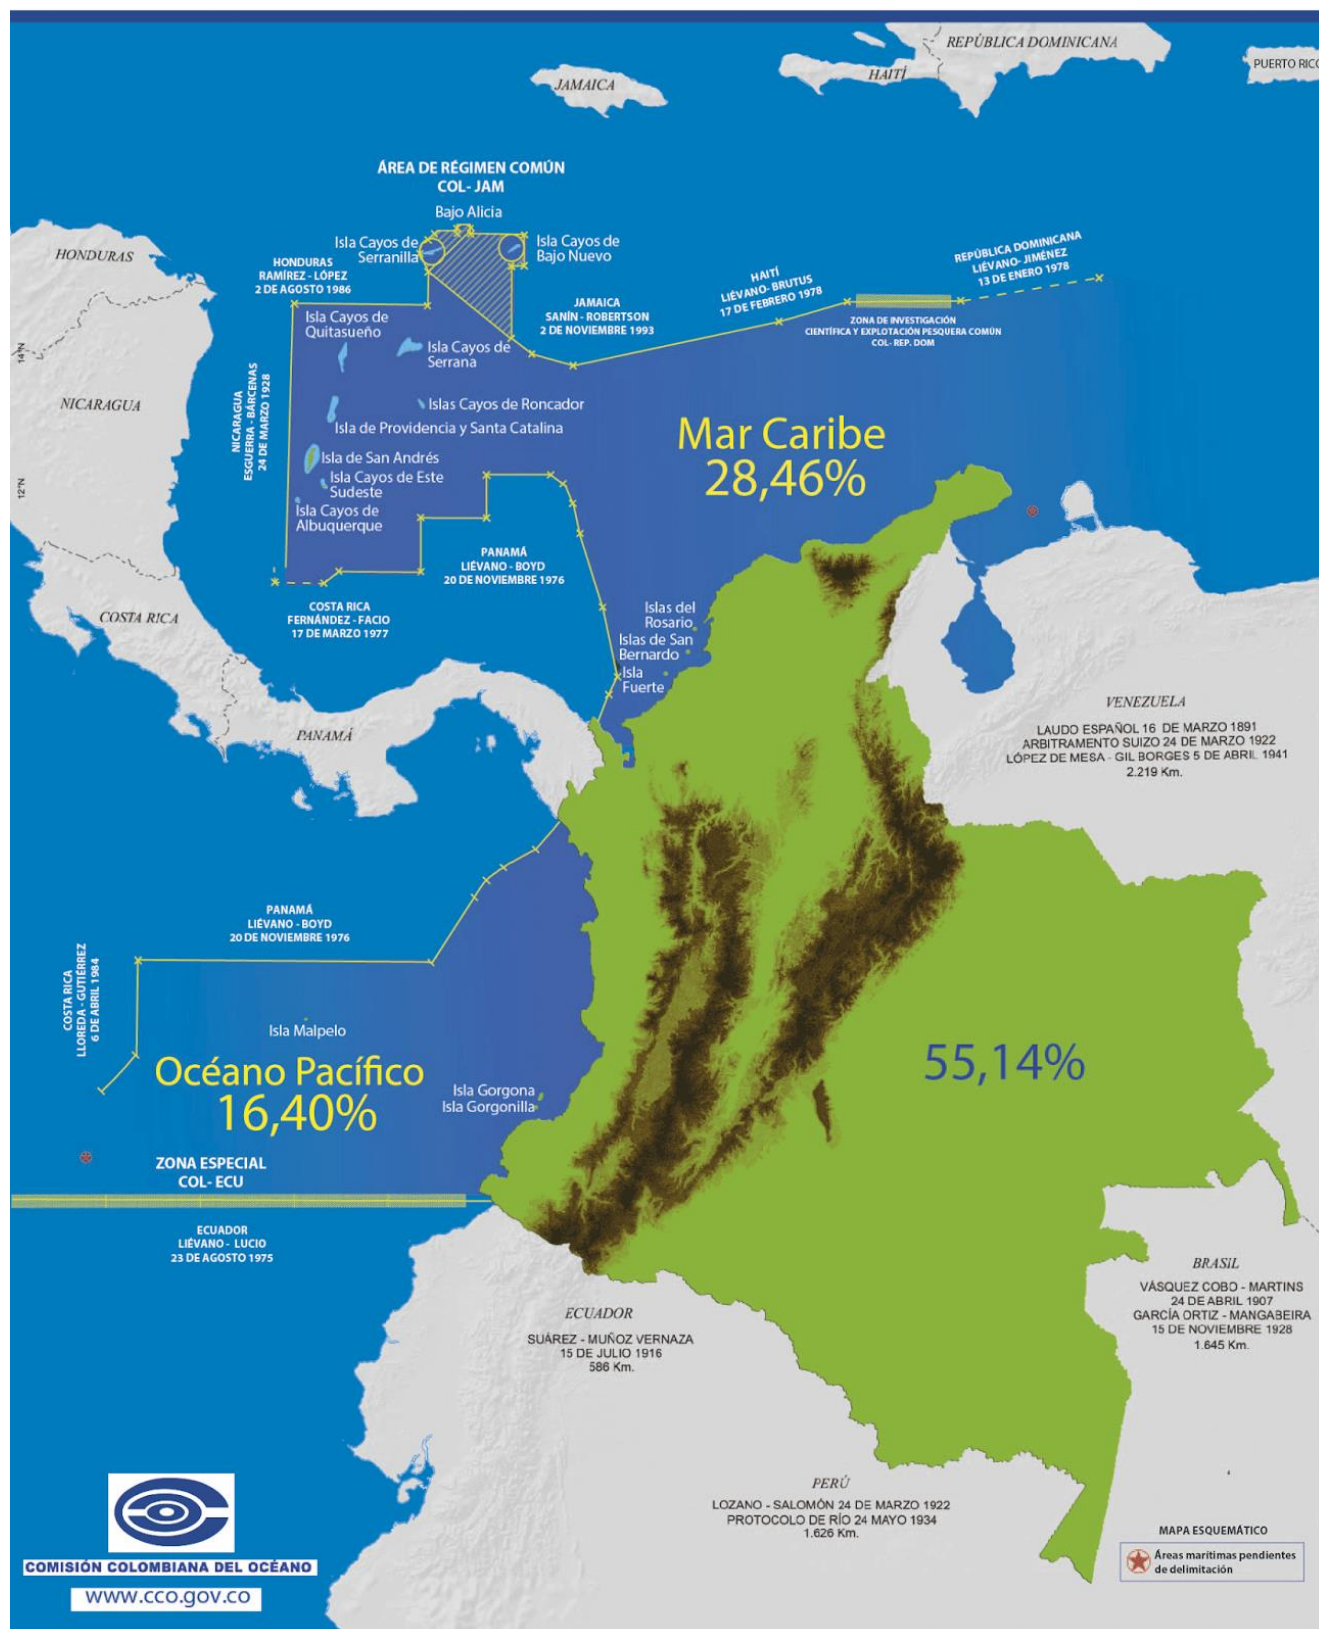 REPÚBLICA DOMINICANA
HAITÍ
PUERTO RICO
JAMAICA
ÁREA DE RÉGIMEN COMÚN
COL- JAM
Bajo Alicia
Isla Cayos de
Serranilla
Isla Cayos de
Bajo Nuevo
HONDURAS
HONDURAS
RAMÍREZ - LÓPEZ
2 DE AGOSTO 1986
JAMAICA
SANÍN - ROBERTSON
2 DE NOVIEMBRE 1993
HAITÍ
LIÉVANO- BRUTUS
17 DE FEBRERO 1978
REPÚBLICA DOMINICANA
LIÉVANO- JIMÉNEZ
13 DE ENERO 1978
ZONA DE INVESTIGACIÓN
CIENTÍFICA Y EXPLOTACIÓN PESQUERA COMÚN
COL- REP. DOM
14°N
NICARAGUA
NICARAGUA
ESGUERRA - BÁRCENAS
24 DE MARZO 1928
Isla Cayos de
Quitasueño
Isla Cayos de
Serrana
Islas Cayos de Roncador
Isla de Providencia y Santa Catalina
Isla de San Andrés
Isla Cayos de Este
Sudeste
Isla Cayos de
Albuquerque
Mar Caribe
28,46%
12°N
PANAMÁ
LIÉVANO - BOYD
20 DE NOVIEMBRE 1976
COSTA RICA
COSTA RICA
FERNÁNDEZ - FACIO
17 DE MARZO 1977
Islas del
Rosario
Islas de San
Bernardo
Isla
Fuerte
PANAMÁ
VENEZUELA
LAUDO ESPAÑOL 16 DE MARZO 1891
ARBITRAMENTO SUIZO 24 DE MARZO 1922
LÓPEZ DE MESA - GIL BORGES 5 DE ABRIL 1941
2.219 Km.
PANAMÁ
LIÉVANO - BOYD
20 DE NOVIEMBRE 1976
COSTA RICA
LLOREDA - GUTIÉRREZ
6 DE ABRIL 1984
Isla Malpelo
Océano Pacífico
16,40%
Isla Gorgona
Isla Gorgonilla
55,14%
ZONA ESPECIAL
COL- ECU
ECUADOR
LIÉVANO - LUCIO
23 DE AGOSTO 1975
ECUADOR
SUÁREZ - MUÑOZ VERNAZA
15 DE JULIO 1916
586 Km.
BRASIL
VÁSQUEZ COBO - MARTINS
24 DE ABRIL 1907
GARCÍA ORTIZ - MANGABEIRA
15 DE NOVIEMBRE 1928
1.645 Km.
PERÚ
LOZANO - SALOMÓN 24 DE MARZO 1922
PROTOCOLO DE RÍO 24 MAYO 1934
1.626 Km.
COMISIÓN COLOMBIANA DEL OCÉANO
www.cco.gov.co
MAPA ESQUEMÁTICO
Áreas marítimas pendientes
de delimitación